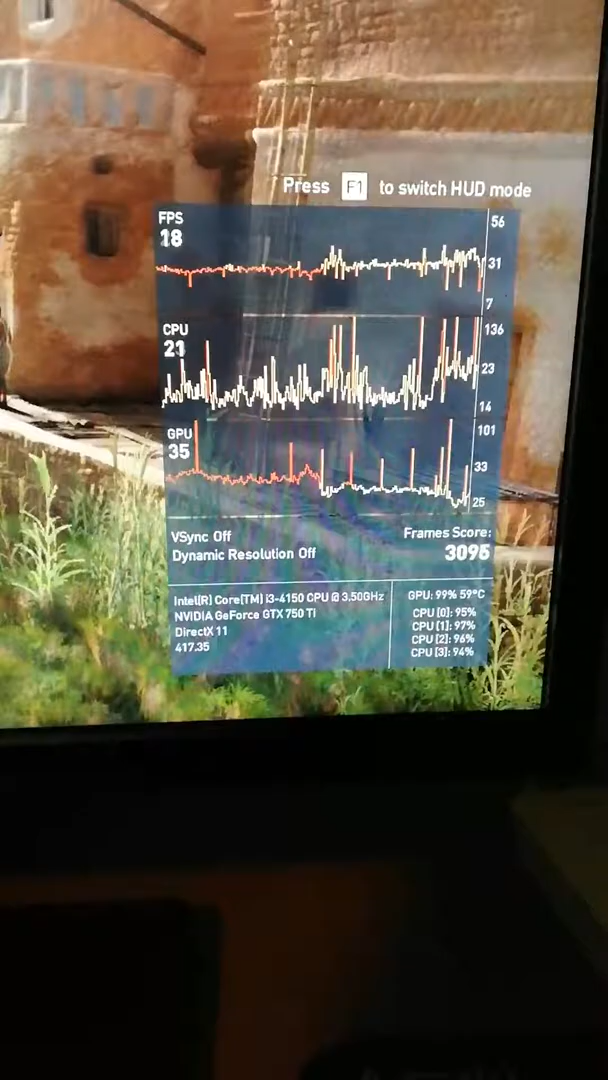 Press F1 to switch HUD mode
FPS
18
56
31
7
CPU
21
136
23
14
GPU
35
101
33
25
VSync Off
Dynamic Resolution Off
Frames Score:
3095
Intel(R) Core(TM) i3-4150 CPU @ 3.50GHz
NVIDIA GeForce GTX 750 Ti
DirectX 11
417.35
GPU: 99% 59°C
CPU [0]: 95%
CPU [1]: 97%
CPU [2]: 96%
CPU [3]: 94%